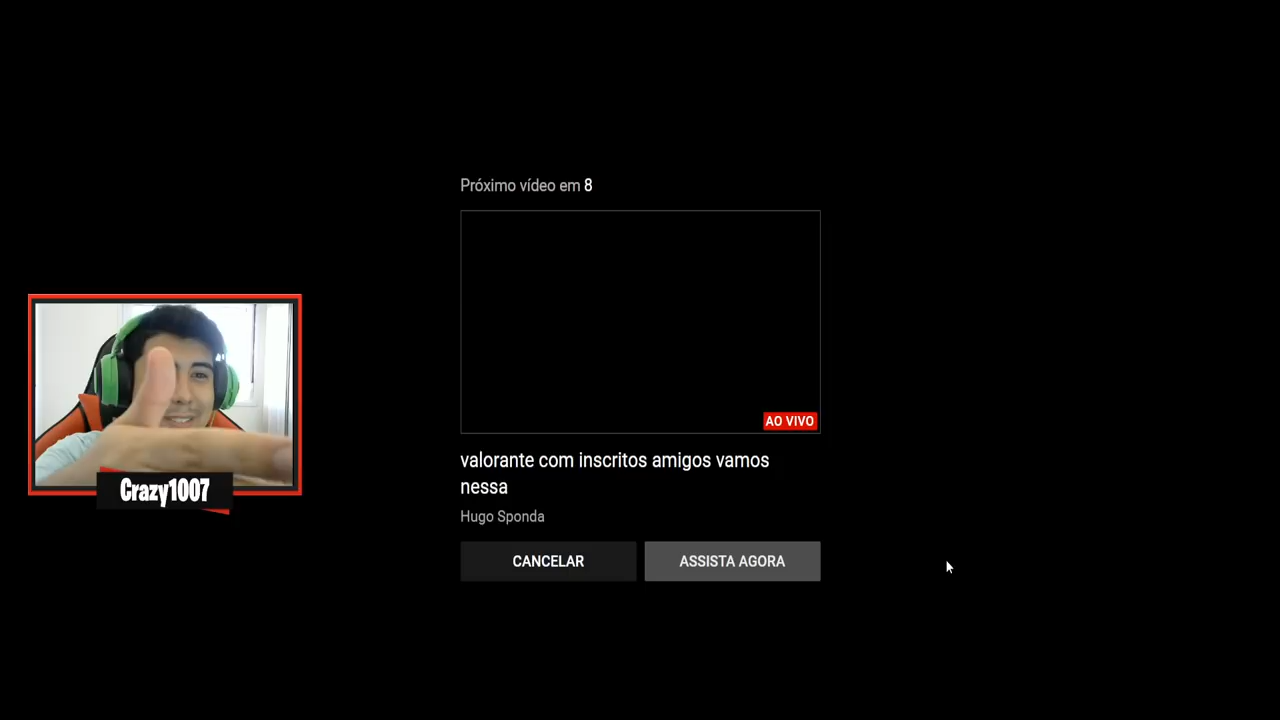 Próximo vídeo em 8
AO VIVO
valorante com inscritos amigos vamos
nessa
Hugo Sponda
CANCELAR
ASSISTA AGORA
Crazy1007